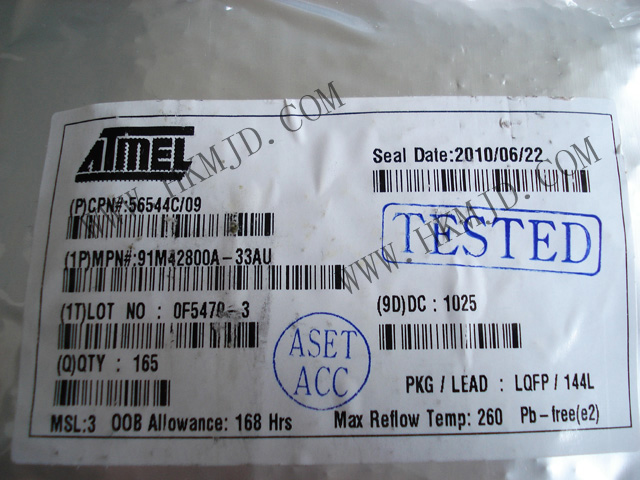 ATMEL
Seal Date:2010/06/22
(P)CPN#:56544C/09
TESTED
(1P)MPN#:91M42800A-33AU
(1T)LOT NO : 0F5470-3
(9D)DC : 1025
(Q)QTY : 165
ASET
ACC
PKG / LEAD : LQFP / 144L
MSL:3 OOB Allowance: 168 Hrs Max Reflow Temp: 260 Pb-free(e2)
WWW.HKMJD.COM
WWW.HKMJD.COM